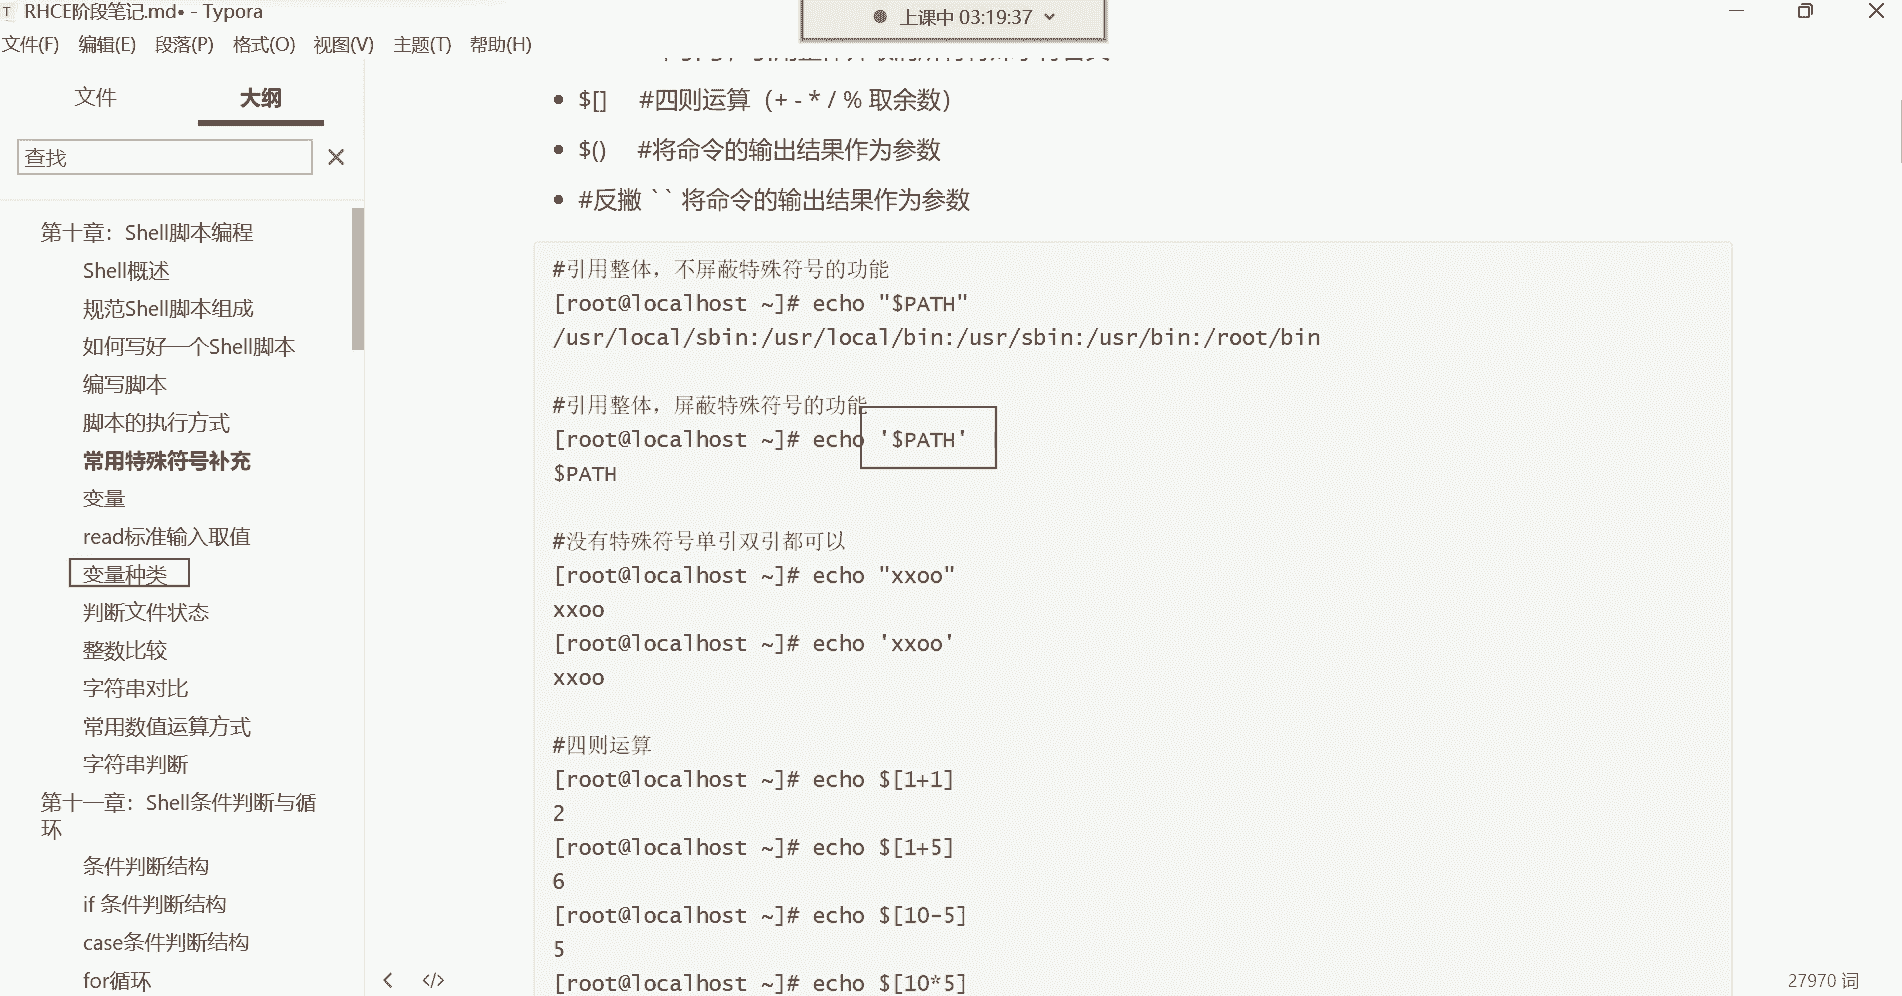 RHCE阶段笔记.md• - Typora
上课中 03:19:37
文件(F) 编辑(E) 段落(P) 格式(O) 视图(V) 主题(T) 帮助(H)
文件 大纲
查找
第十章：Shell脚本编程
Shell概述
规范Shell脚本组成
如何写好一个Shell脚本
编写脚本
脚本的执行方式
常用特殊符号补充
变量
read标准输入取值
变量种类
判断文件状态
整数比较
字符串对比
常用数值运算方式
字符串判断
第十一章：Shell条件判断与循
环
条件判断结构
if 条件判断结构
case条件判断结构
for循环
• $[] #四则运算（+ - * / % 取余数）
• $() #将命令的输出结果作为参数
• #反撇 `` 将命令的输出结果作为参数
#引用整体，不屏蔽特殊符号的功能
[root@localhost ~]# echo "$PATH"
/usr/local/sbin:/usr/local/bin:/usr/sbin:/usr/bin:/root/bin
#引用整体，屏蔽特殊符号的功能
[root@localhost ~]# echo '$PATH'
$PATH
#没有特殊符号单引双引都可以
[root@localhost ~]# echo "xxoo"
xxoo
[root@localhost ~]# echo 'xxoo'
xxoo
#四则运算
[root@localhost ~]# echo $[1+1]
2
[root@localhost ~]# echo $[1+5]
6
[root@localhost ~]# echo $[10-5]
5
[root@localhost ~]# echo $[10*5]
27970 词